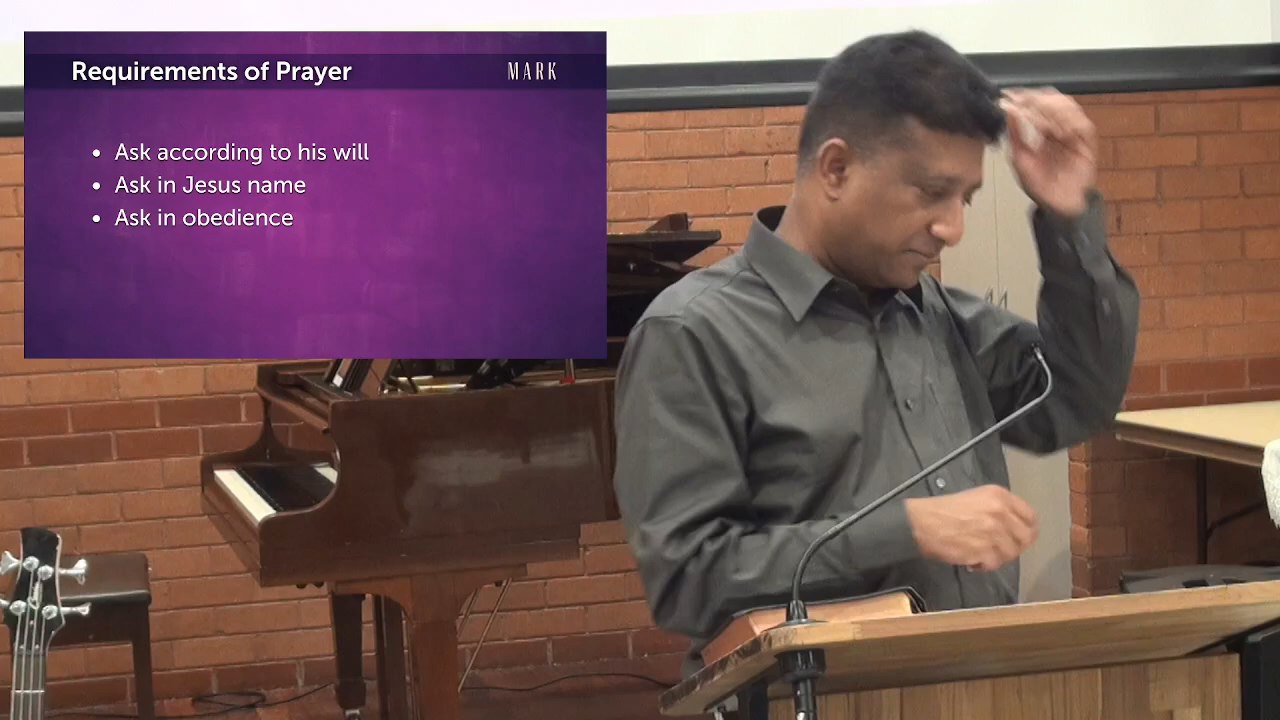 Requirements of Prayer
MARK
• Ask according to his will
• Ask in Jesus name
• Ask in obedience